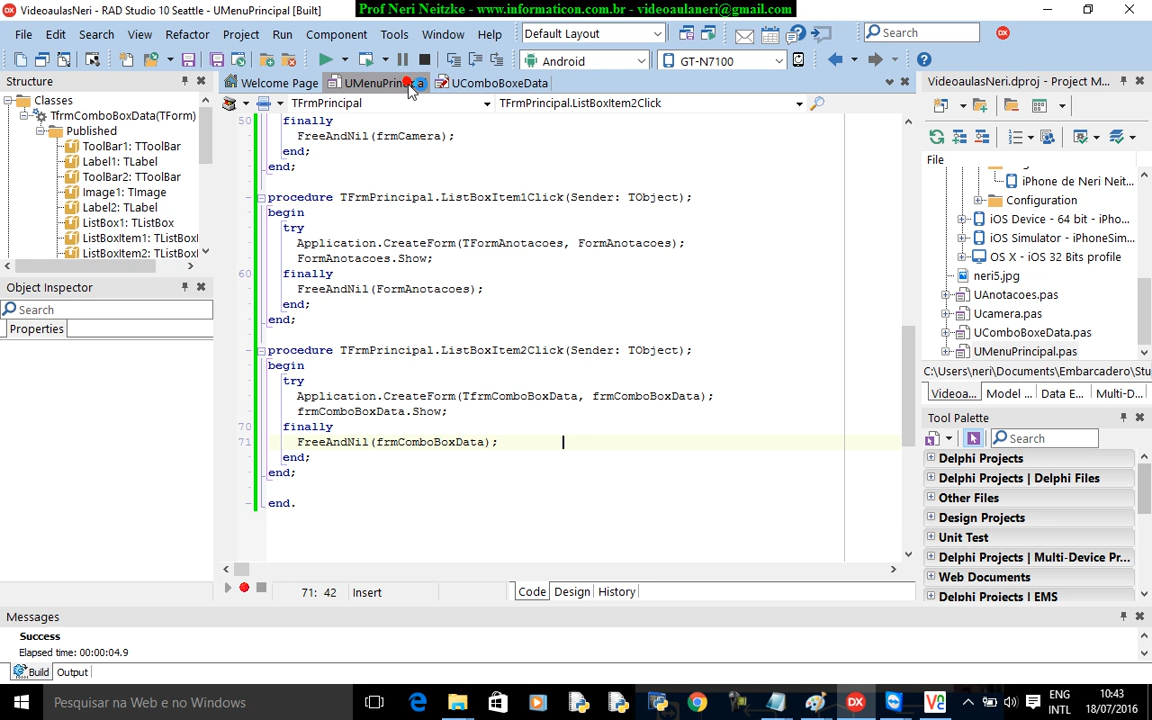 VideoaulasNeri - RAD Studio 10 Seattle - UMenuPrincipal [Built]
Prof Neri Neitzke - www.informaticon.com.br - videoaulaneri@gmail.com
File Edit Search View Refactor Project Run Component Tools Window Help
Default Layout
Search
Android
GT-N7100
Structure
Classes
TfrmComboBoxData(TForm)
Published
ToolBar1: TToolBar
Label1: TLabel
ToolBar2: TToolBar
Image1: TImage
Label2: TLabel
ListBox1: TListBox
ListBoxItem1: TListBoxI
ListBoxItem2: TListBoxI
Object Inspector
Search
Properties
Welcome Page
UComboBoxeData
TFrmPrincipal
TFrmPrincipal.ListBoxItem2Click
50 finally
FreeAndNil(frmCamera);
end;
end;
procedure TFrmPrincipal.ListBoxItem1Click(Sender: TObject);
begin
try
Application.CreateForm(TFormAnotacoes, FormAnotacoes);
FormAnotacoes.Show;
60 finally
FreeAndNil(FormAnotacoes);
end;
end;
procedure TFrmPrincipal.ListBoxItem2Click(Sender: TObject);
begin
try
Application.CreateForm(TfrmComboBoxData, frmComboBoxData);
frmComboBoxData.Show;
70 finally
71 FreeAndNil(frmComboBoxData);
end;
end;
end.
71: 42 Insert
Code Design History
VideoaulasNeri.dproj - Project M...
File
iPhone de Neri Neit...
Configuration
iOS Device - 64 bit - iPho...
iOS Simulator - iPhoneSim...
OS X - iOS 32 Bits profile
neri5.jpg
UAnotacoes.pas
Ucamera.pas
UComboBoxeData.pas
UMenuPrincipal.pas
C:\Users\neri\Documents\Embarcadero\Stu
Videoa... Model ... Data E... Multi-D...
Tool Palette
Search
Delphi Projects
Delphi Projects | Delphi Files
Other Files
Design Projects
Unit Test
Delphi Projects | Multi-Device Pr...
Web Documents
Delphi Projects | EMS
Messages
Success
Elapsed time: 00:00:04.9
Build Output
Pesquisar na Web e no Windows
ENG
INTL
10:43
18/07/2016